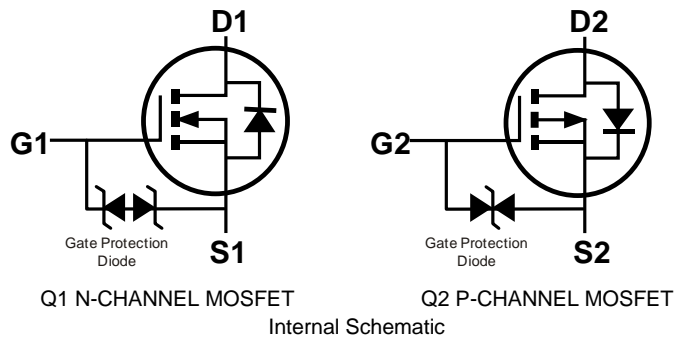 D1
D2
G1
G2
Gate Protection
Diode
S1
Gate Protection
Diode
S2
Q1 N-CHANNEL MOSFET
Q2 P-CHANNEL MOSFET
Internal Schematic